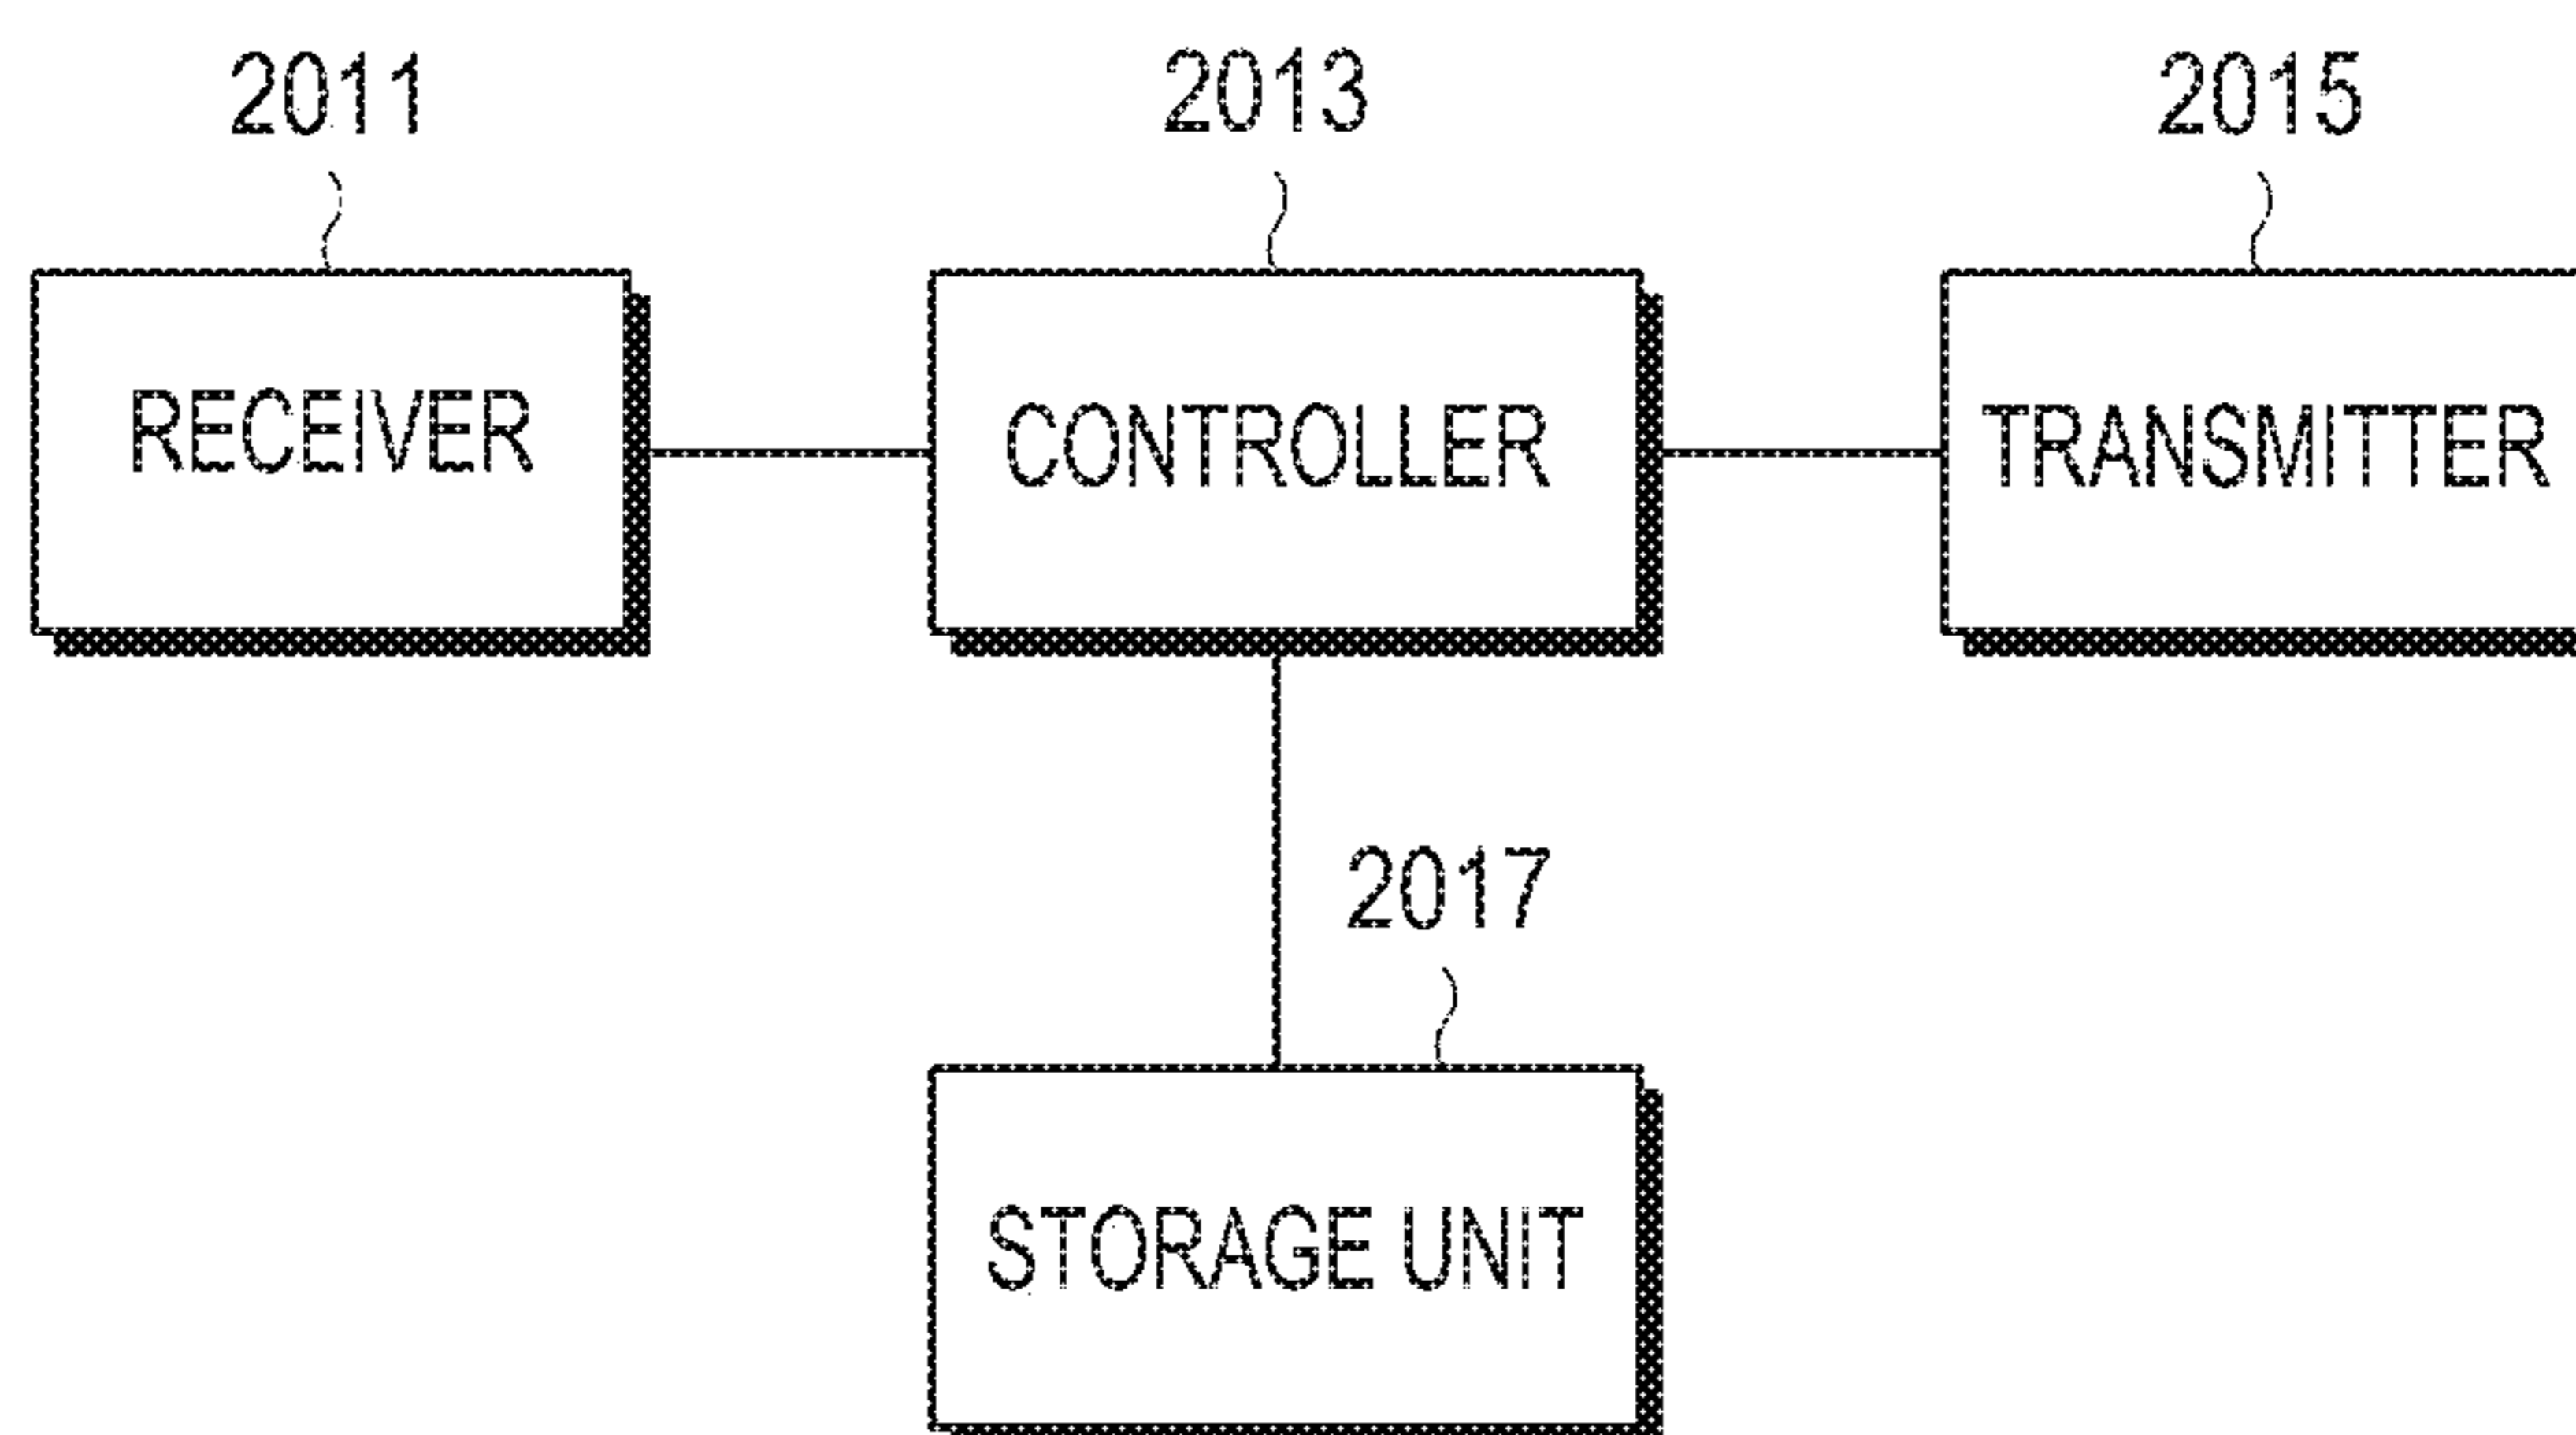 2011
2013
2015
RECEIVER
CONTROLLER
TRANSMITTER
2017
STORAGE UNIT